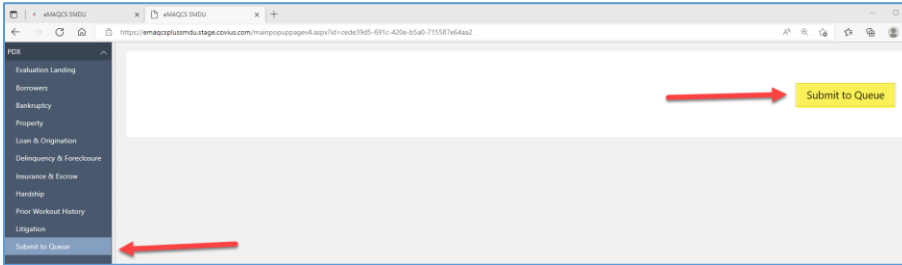 eMAQCS SMDU
eMAQCS SMDU
https://emaqcsplussmdu.stage.covius.com/mainpopuppagev4.aspx?id=cede39d5-691c-420e-b5a0-715587e64aa2
PDX
Evaluation Landing
Borrowers
Submit to Queue
Bankruptcy
Property
Loan & Origination
Delinquency & Foreclosure
Insurance & Escrow
Hardship
Prior Workout History
Litigation
Submit to Queue